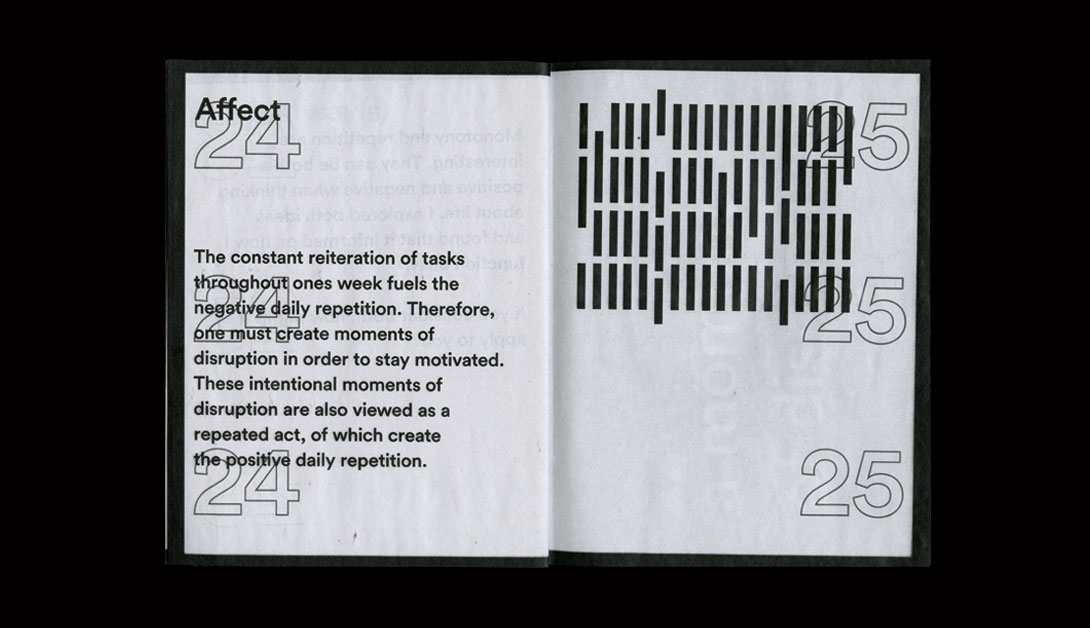 Affect
24
The constant reiteration of tasks
throughout ones week fuels the
24
negative daily repetition. Therefore,
one must create moments of
disruption in order to stay motivated.
These intentional moments of
disruption are also viewed as a
repeated act, of which create
the positive daily repetition.
24
25
25
25